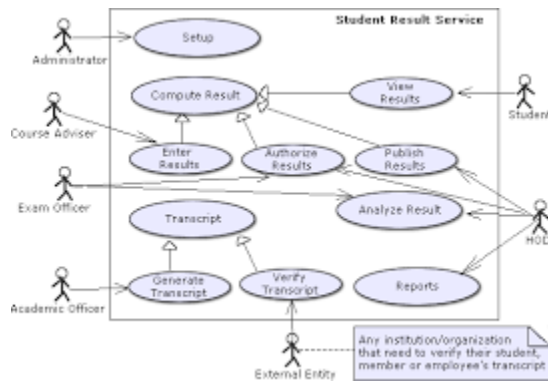 Student Result Service
Setup
Administrator
Compute Result
View
Results
Student
Course Adviser
Enter
Results
Authorize
Results
Publish
Results
Exam Officer
Transcript
Analyze Result
HOD
Generate
Transcript
Verify
Transcript
Reports
Academic Officer
External Entity
Any institution/organization
that need to verify their student,
member or employee's transcript